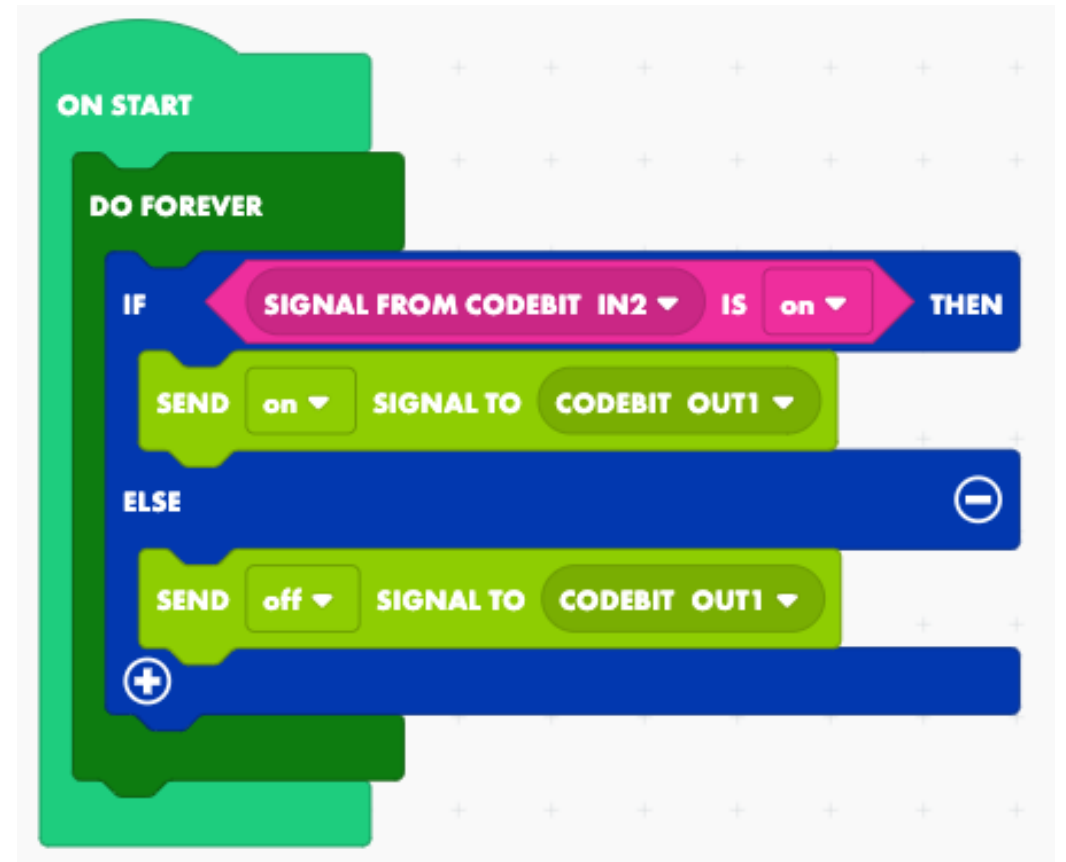 ON START
DO FOREVER
IF SIGNAL FROM CODEBIT IN2 IS on THEN
SEND on SIGNAL TO CODEBIT OUT1
ELSE
SEND off SIGNAL TO CODEBIT OUT1